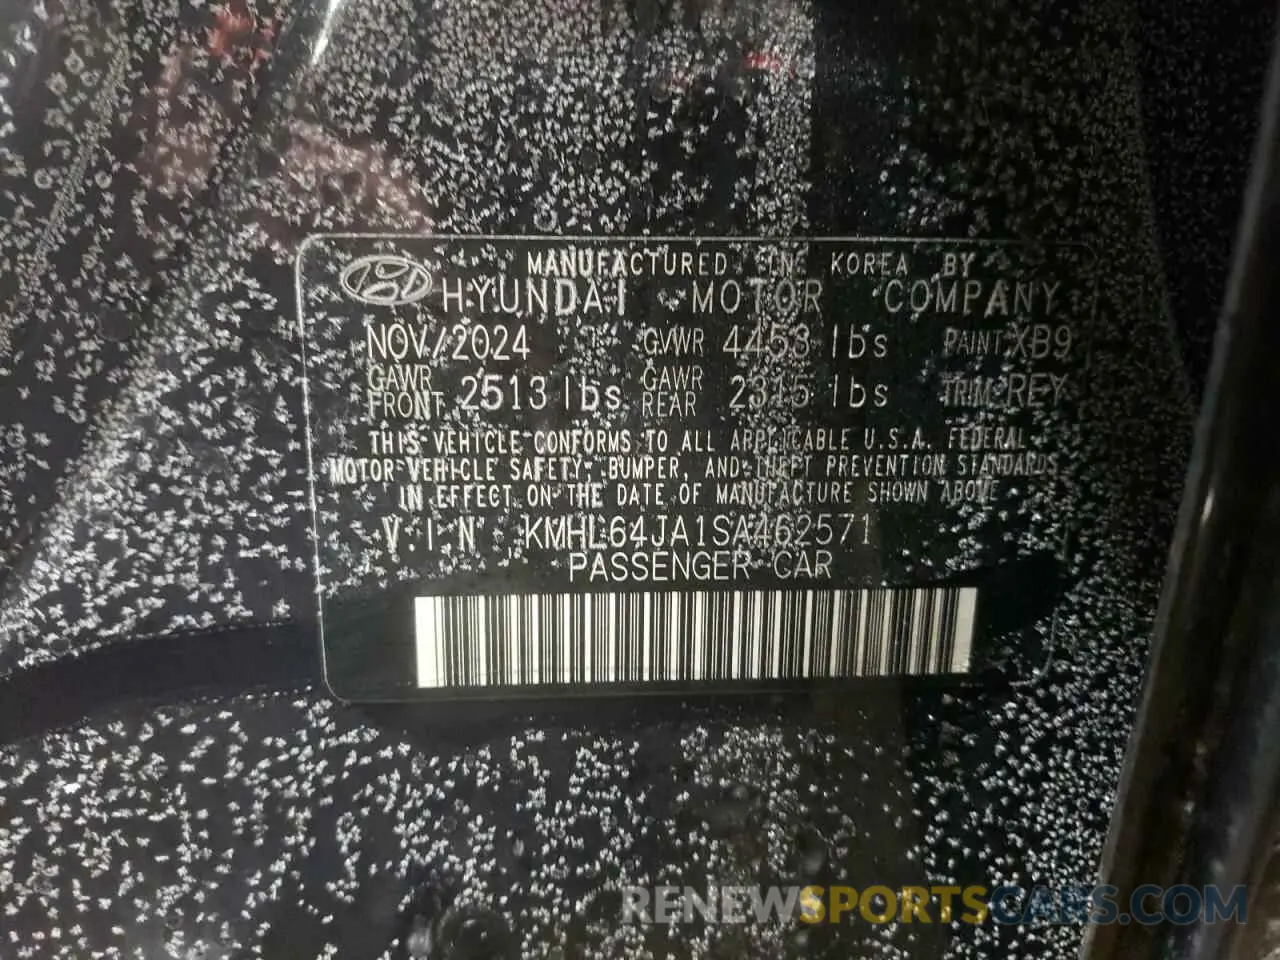 MANUFACTURED IN KOREA BY
HYUNDAI MOTOR COMPANY
NOV/2024 GVWR 4453 lbs PAINT:XB9
GAWR FRONT 2513 lbs GAWR REAR 2315 lbs TRIM:REY
THIS VEHICLE CONFORMS TO ALL APPLICABLE U.S.A. FEDERAL
MOTOR VEHICLE SAFETY, BUMPER, AND THEFT PREVENTION STANDARDS
IN EFFECT ON THE DATE OF MANUFACTURE SHOWN ABOVE
V.I.N KMHL64JA1SA462571
PASSENGER CAR
RENEWSPORTSCARS.COM